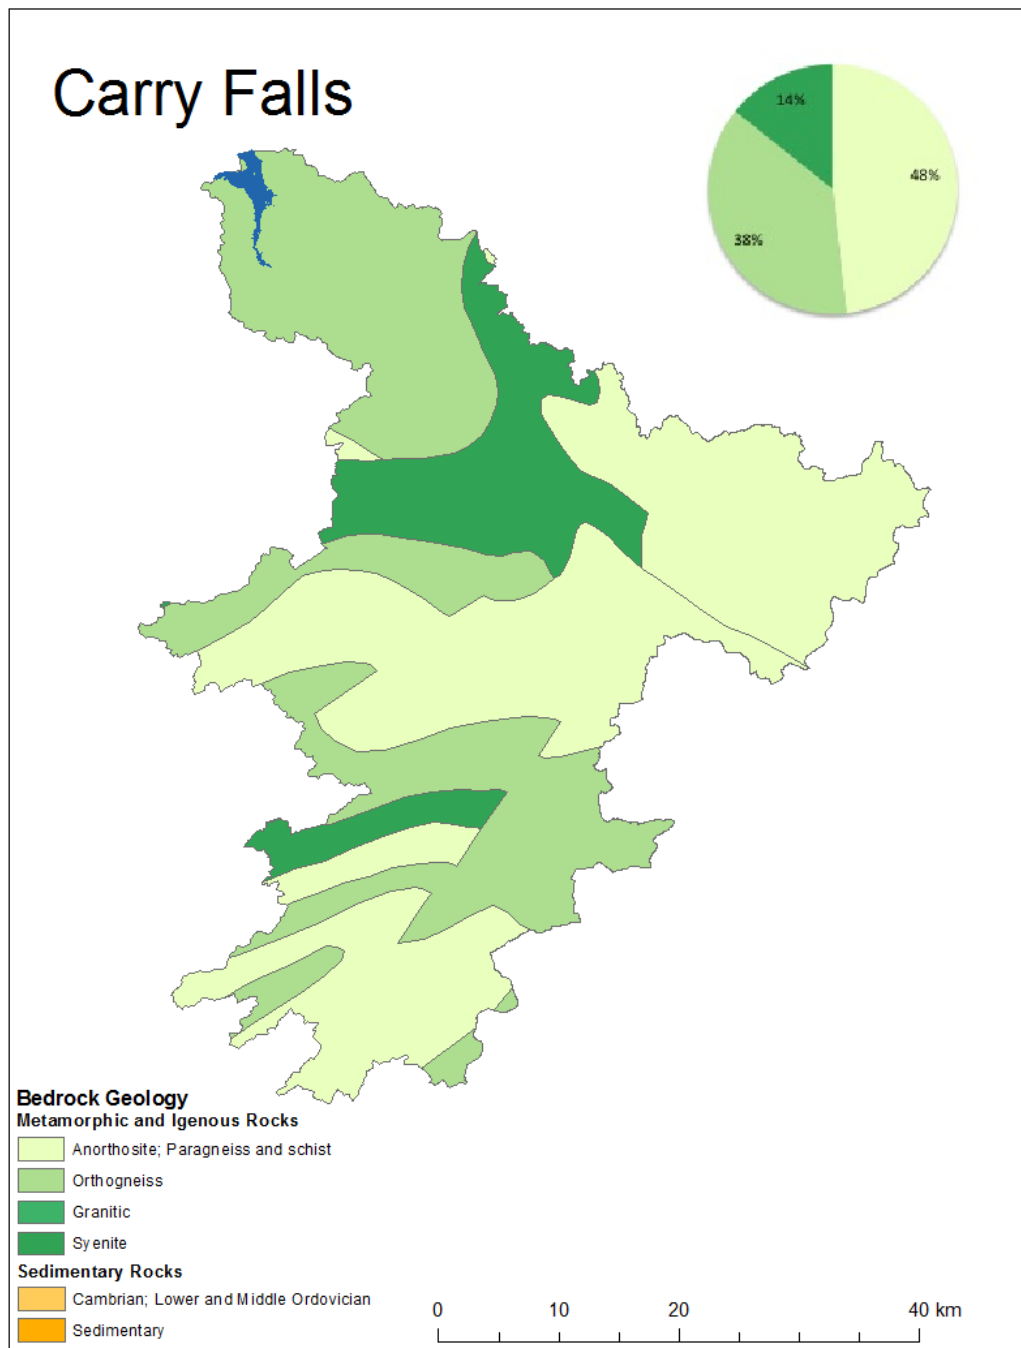 Carry Falls
14%
48%
38%
Bedrock Geology
Metamorphic and Igenous Rocks
Anorthosite; Paragneiss and schist
Orthogneiss
Granitic
Syenite
Sedimentary Rocks
Cambrian; Lower and Middle Ordovician
Sedimentary
0 10 20 40 km